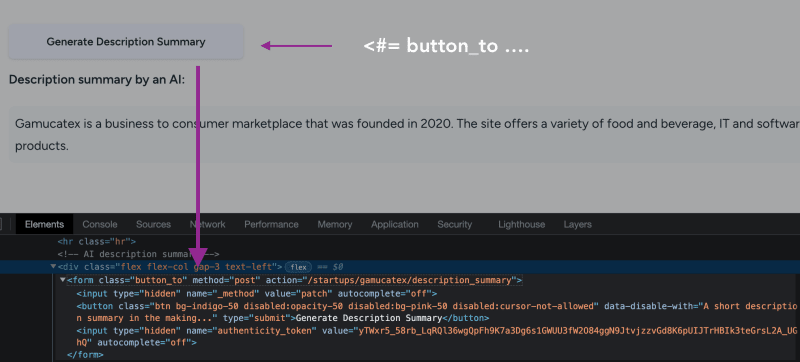 Generate Description Summary
<#= button_to ....
Description summary by an AI:
Gamucatex is a business to consumer marketplace that was founded in 2020. The site offers a variety of food and beverage, IT and software
products.
Elements Console Sources Network Performance Memory Application Security Lighthouse Layers
<hr class="hr">
<!-- AI description summary -->
▼<div class="flex flex-col gap-3 text-left"> flex == $0
▼<form class="button_to" method="post" action="/startups/gamucatex/description_summary">
<input type="hidden" name="_method" value="patch" autocomplete="off">
<button class="btn bg-indigo-50 disabled:opacity-50 disabled:bg-pink-50 disabled:cursor-not-allowed" data-disable-with="A short descriptio
n summary in the making..." type="submit">Generate Description Summary</button>
<input type="hidden" name="authenticity_token" value="yTWxr5_58rb_LqRQl36wgQpFh9K7a3Dg6s1GWUU3fW2O84ggN9JtvjzzvGd8K6pUIJTrHBIk3teGrsL2A_UG
hQ" autocomplete="off">
</form>